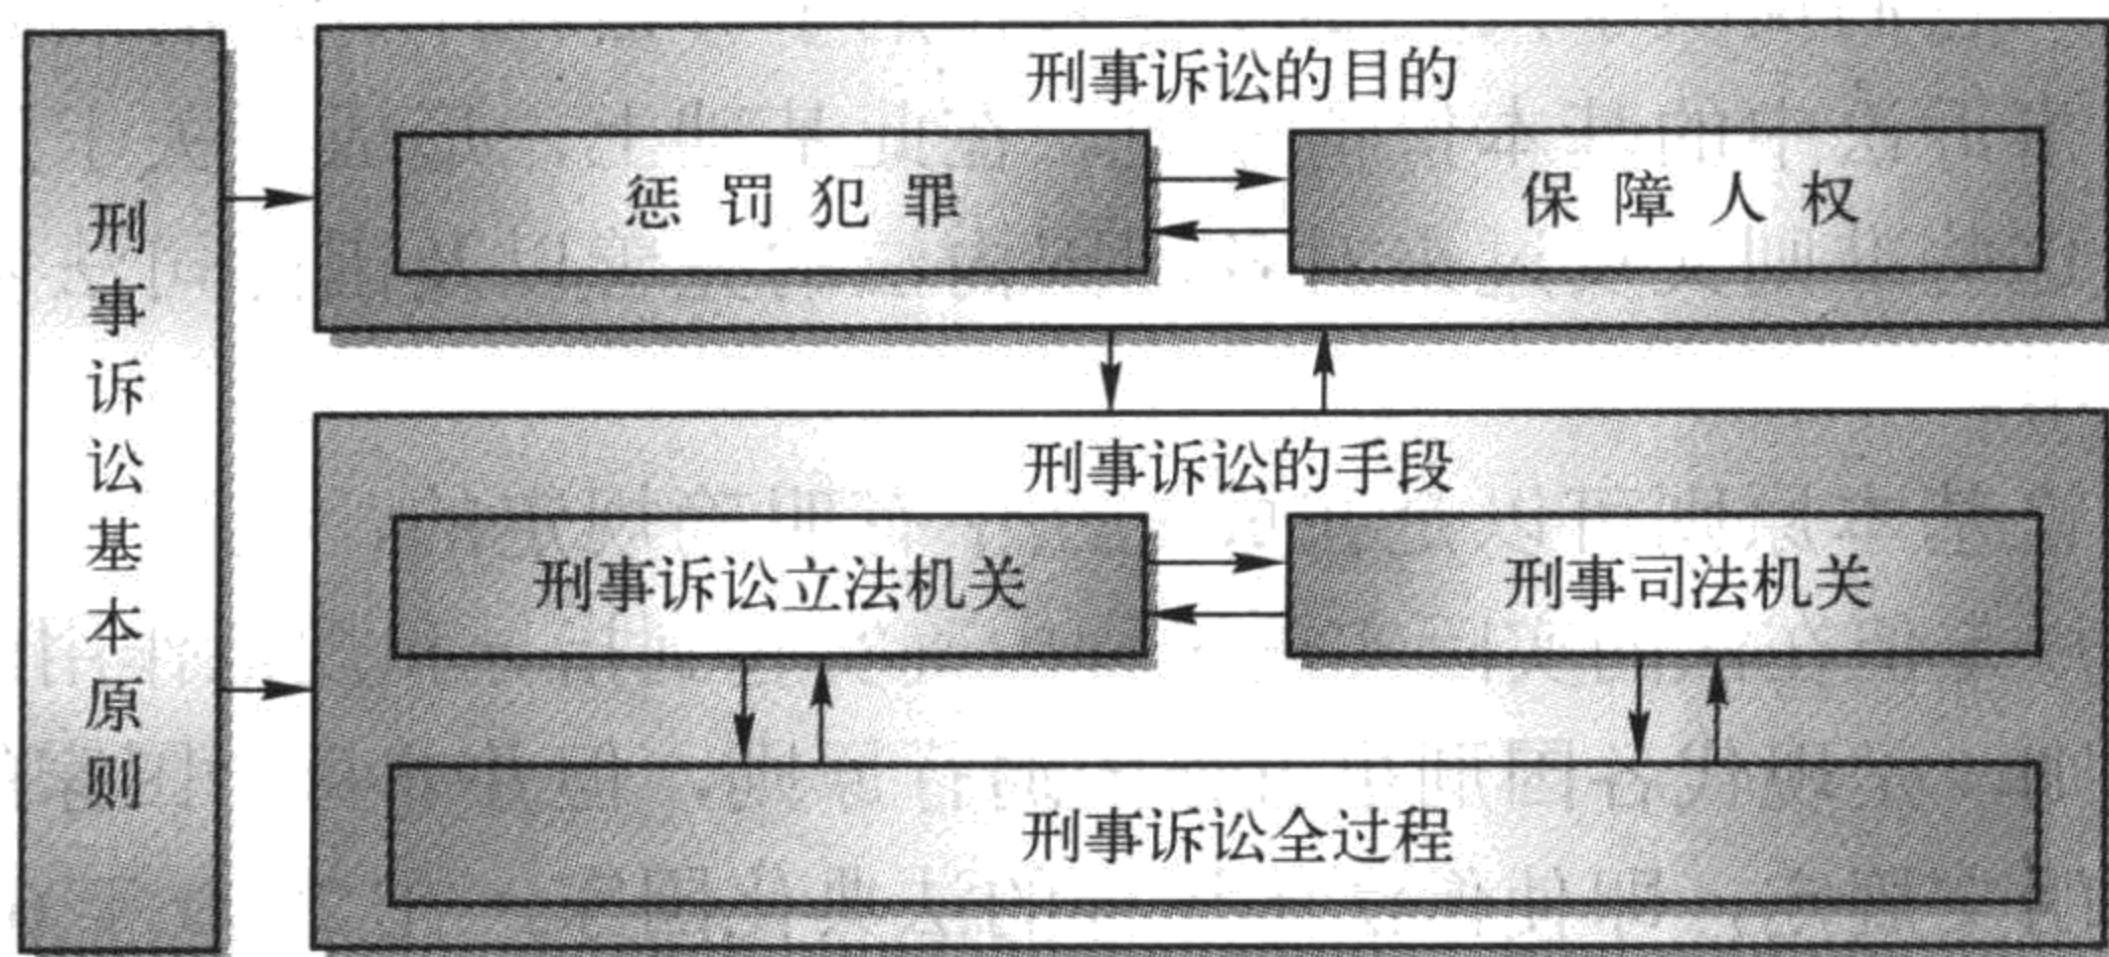 刑事诉讼基本原则
刑事诉讼的目的
惩罚犯罪
保障人权
刑事诉讼的手段
刑事诉讼立法机关
刑事司法机关
刑事诉讼全过程